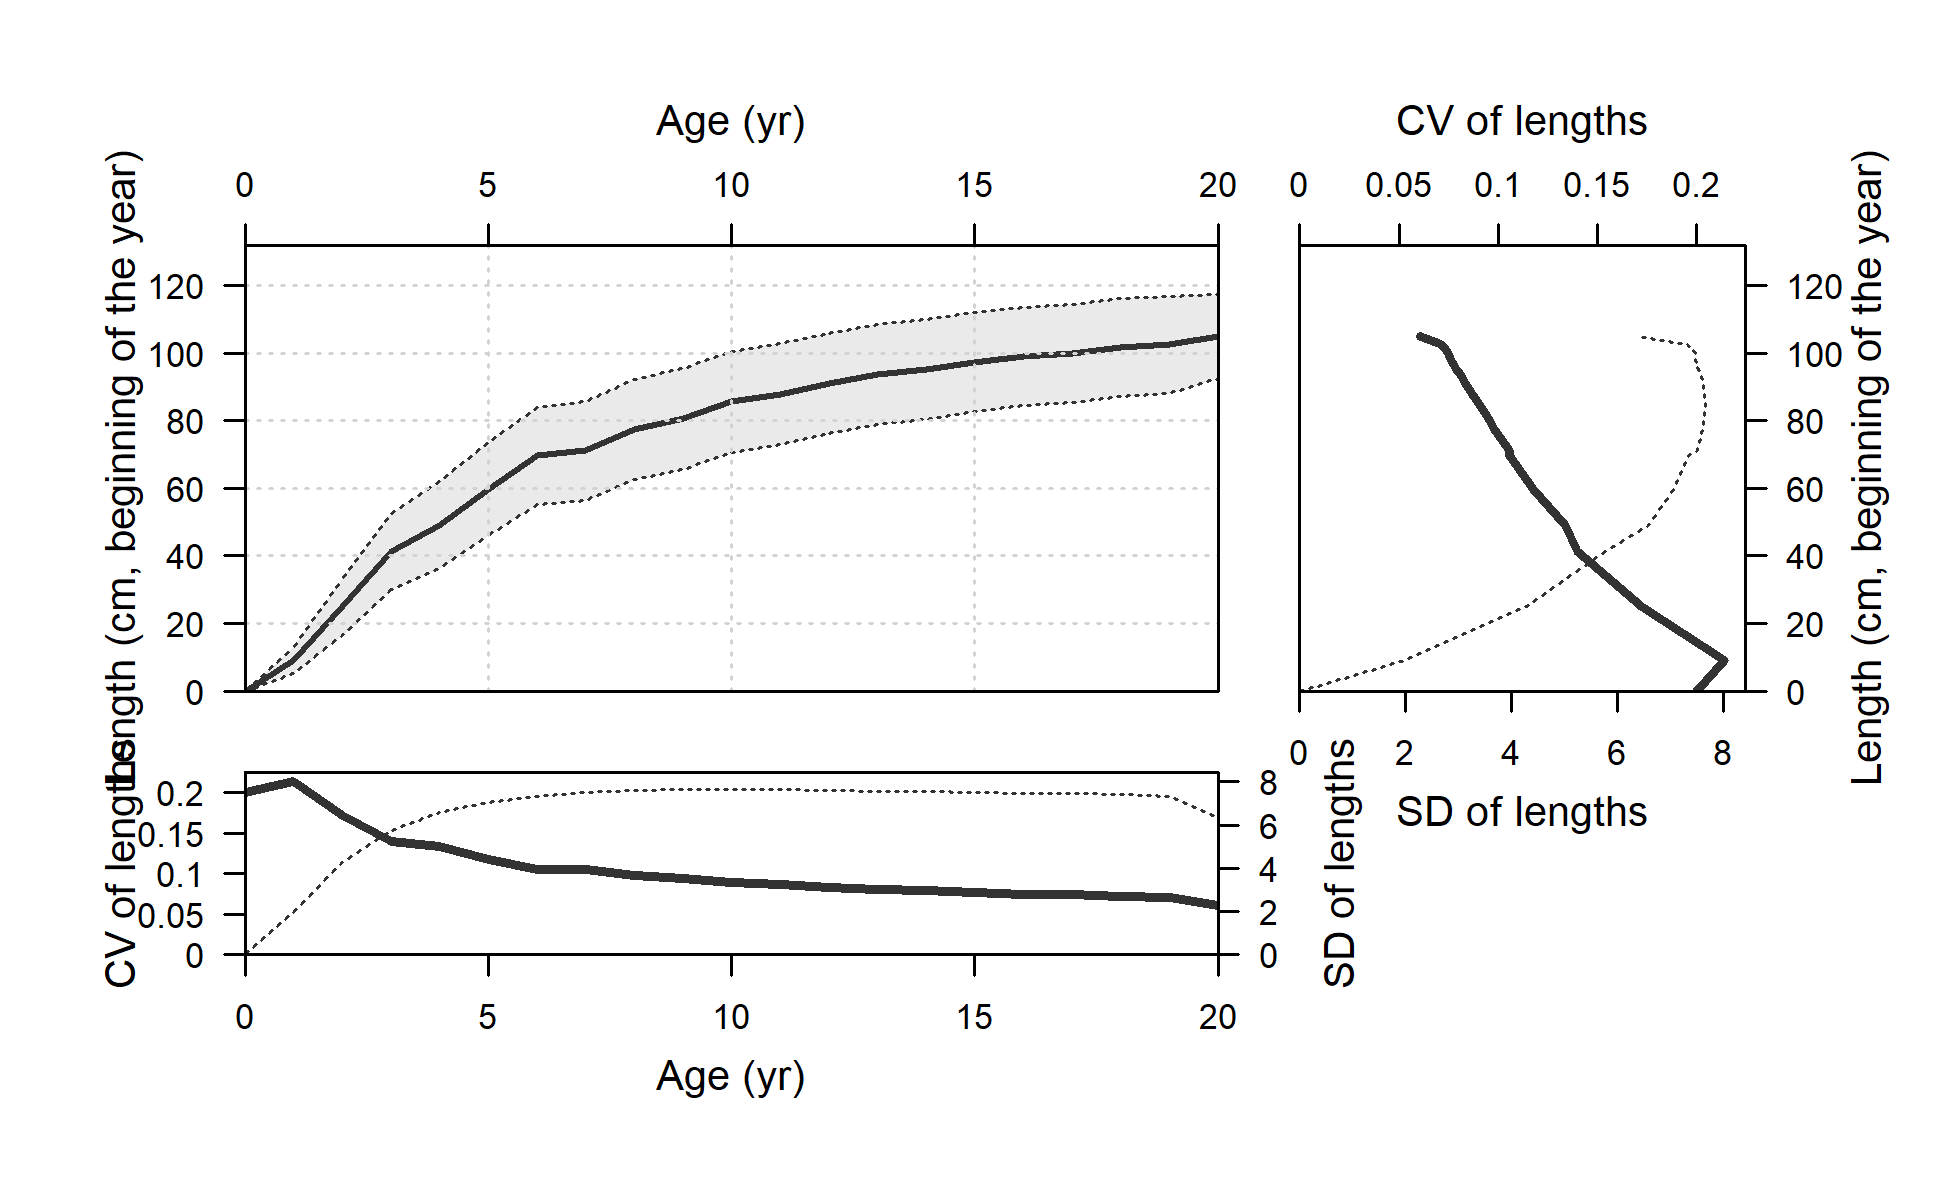 Age (yr)
CV of lengths
0 5 10 15 20
0 0.05 0.1 0.15 0.2
Length (cm, beginning of the year)
120
100
80
60
40
20
0
120
100
80
60
40
20
0
Length (cm, beginning of the year)
0 2 4 6 8
SD of lengths
CV of lengths
0.2
0.15
0.1
0.05
0
8
6
4
2
0
SD of lengths
0 5 10 15 20
Age (yr)